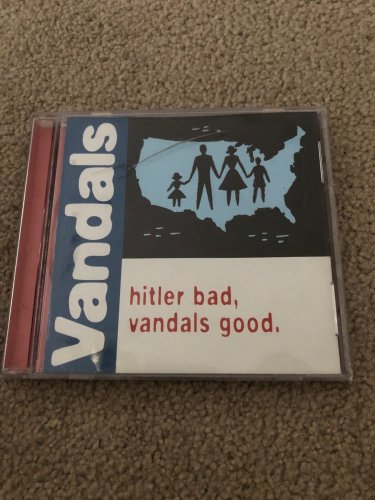 Vandals
hitler bad,
vandals good.